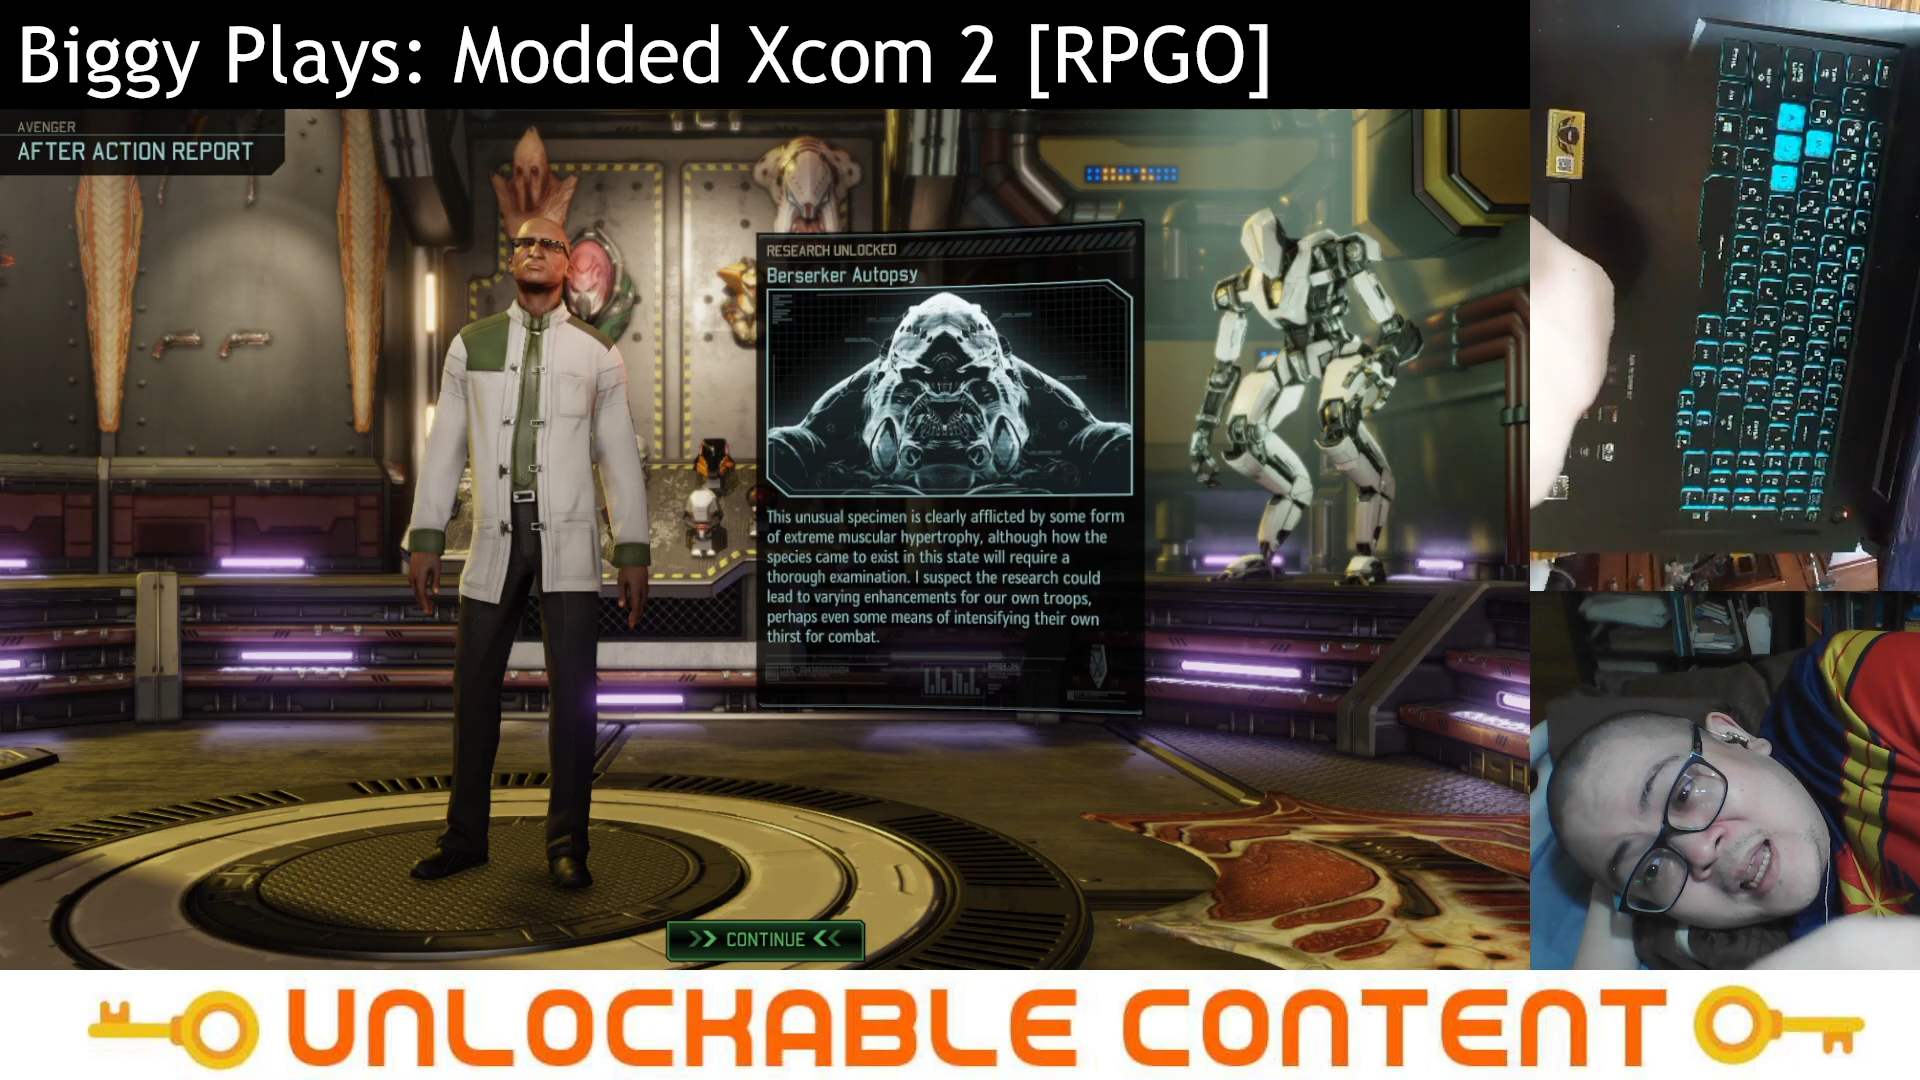 Biggy Plays: Modded Xcom 2 [RPGO]
AVENGER
AFTER ACTION REPORT
RESEARCH UNLOCKED
Berserker Autopsy
This unusual specimen is clearly afflicted by some form
of extreme muscular hypertrophy, although how the
species came to exist in this state will require a
thorough examination. I suspect the research could
lead to varying enhancements for our own troops,
perhaps even some means of intensifying their own
thirst for combat.
CONTINUE
UNLOCKABLE CONTENT